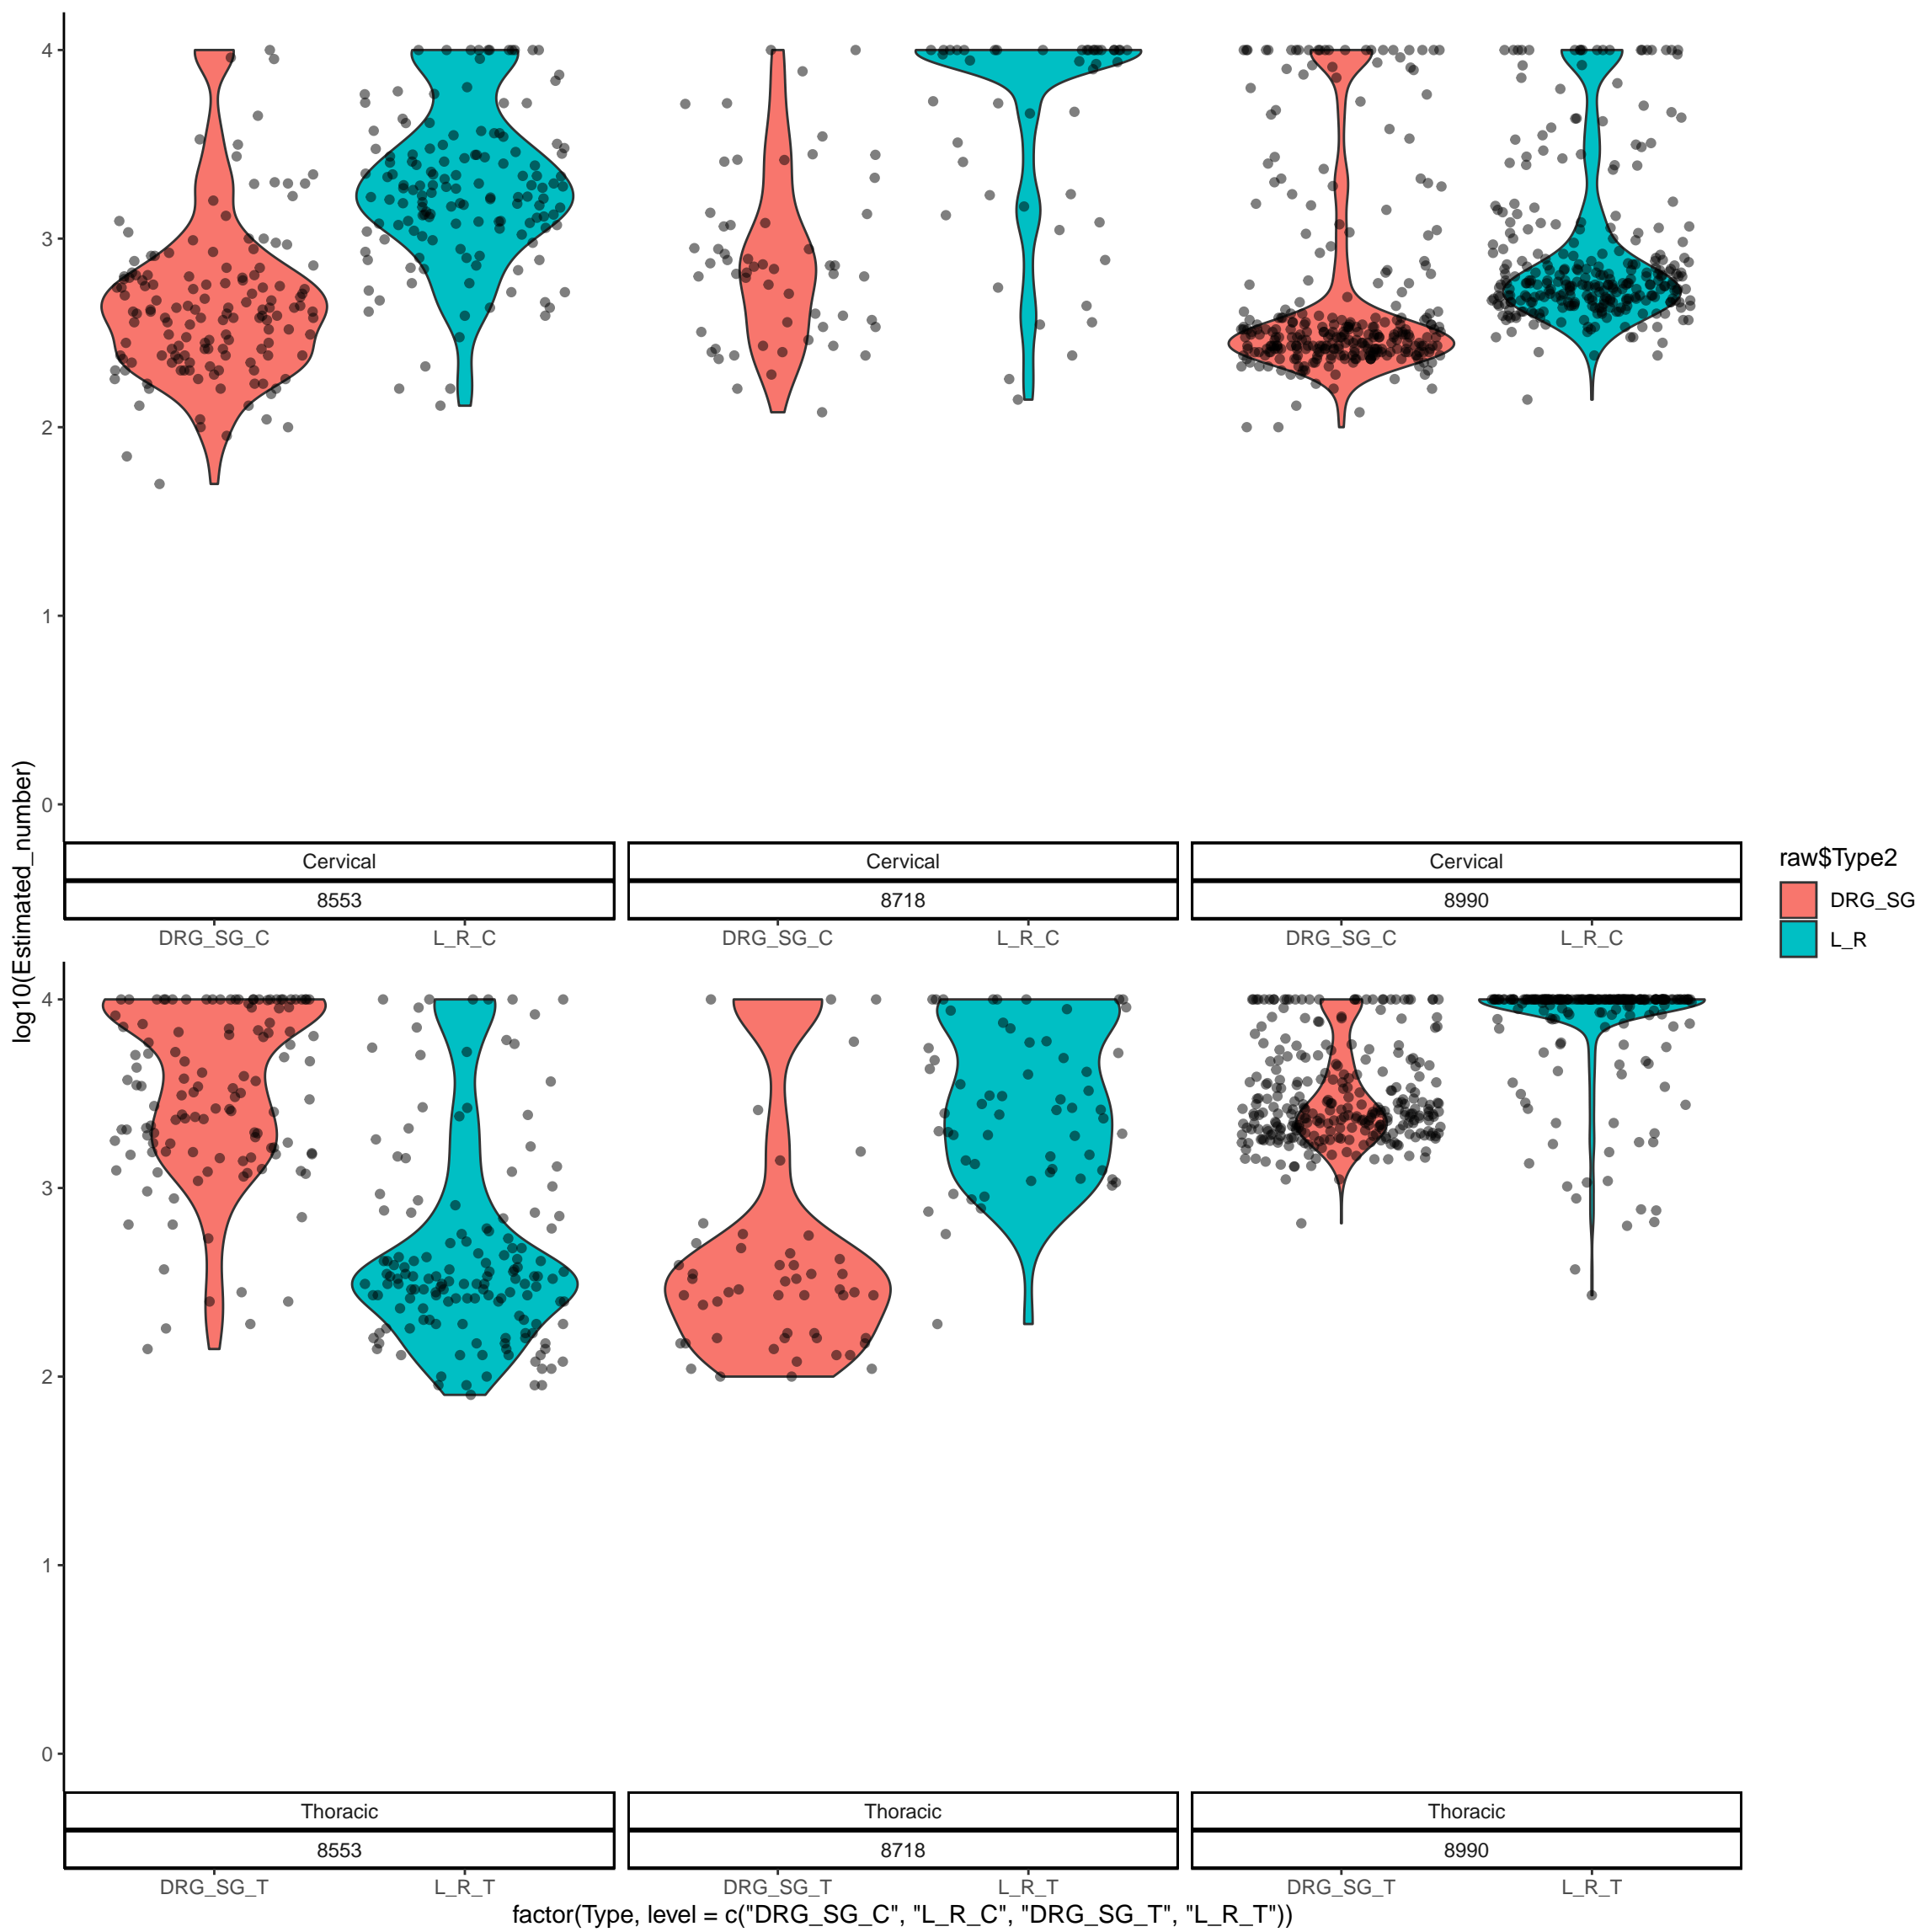 4
3
2
1
0
log10(Estimated_number)
Cervical
Cervical
Cervical
8553
8718
8990
DRG_SG_C
L_R_C
DRG_SG_C
L_R_C
DRG_SG_C
L_R_C
raw$Type2
DRG_SG
L_R
4
3
2
1
0
Thoracic
Thoracic
Thoracic
8553
8718
8990
DRG_SG_T
L_R_T
DRG_SG_T
L_R_T
DRG_SG_T
L_R_T
factor(Type, level = c("DRG_SG_C", "L_R_C", "DRG_SG_T", "L_R_T"))